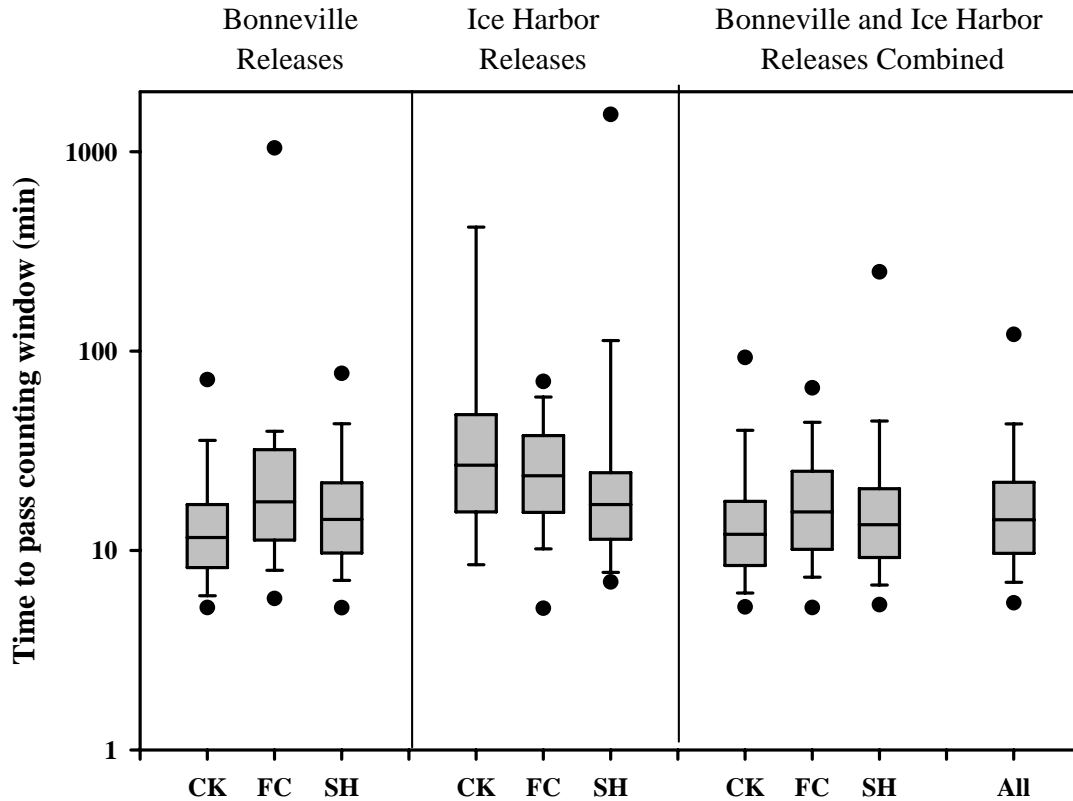 Bonneville
Releases
Ice Harbor
Releases
Bonneville and Ice Harbor
Releases Combined
Time to pass counting window (min)
1000
100
10
1
CK FC SH CK FC SH CK FC SH All